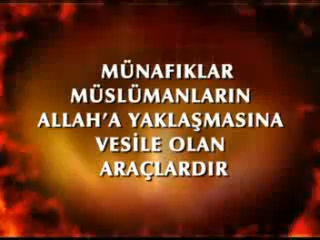 MÜNAFIKLAR
MÜSLÜMANLARIN
ALLAH'A YAKLAŞMASINA
VESİLE OLAN
ARAÇLARDIR